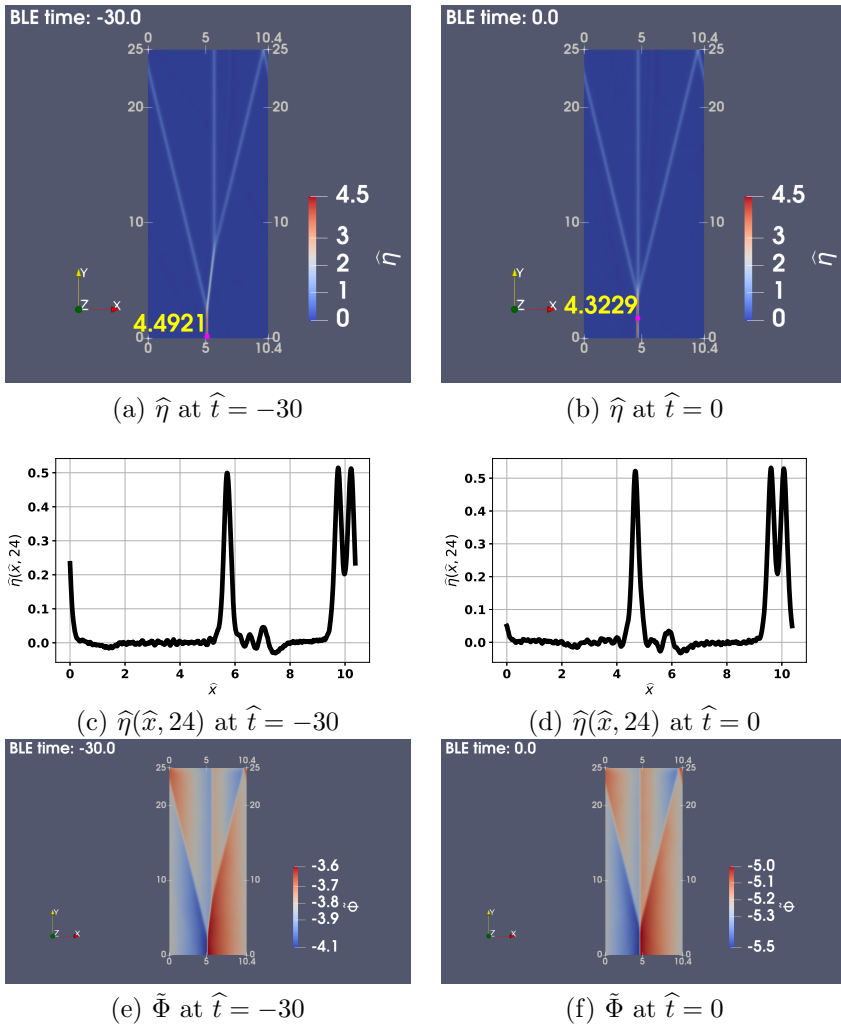 BLE time: -30.0
0 5 10.4
25 25
20 20
10 10
0 0
0 5 10.4
4.4921
Y
Z X
4.5
3
2
1
0
η̂
BLE time: 0.0
0 5 10.4
25 25
20 20
10 10
0 0
0 5 10.4
4.3229
Y
Z X
4.5
3
2
1
0
η̂
(a) η̂ at t̂ = −30
(b) η̂ at t̂ = 0
η̂(x̂, 24)
0.5
0.4
0.3
0.2
0.1
0.0
0 2 4 6 8 10
x̂
η̂(x̂, 24)
0.5
0.4
0.3
0.2
0.1
0.0
0 2 4 6 8 10
x̂
(c) η̂(x̂, 24) at t̂ = −30
(d) η̂(x̂, 24) at t̂ = 0
BLE time: -30.0
0 5 10.4
25 25
20 20
10 10
0 0
0 5 10.4
Y
Z X
-3.6
-3.7
-3.8
-3.9
-4.1
Φ̃
BLE time: 0.0
0 5 10.4
25 25
20 20
10 10
0 0
0 5 10.4
Y
Z X
-5.0
-5.1
-5.2
-5.3
-5.5
Φ̃
(e) Φ̃ at t̂ = −30
(f) Φ̃ at t̂ = 0